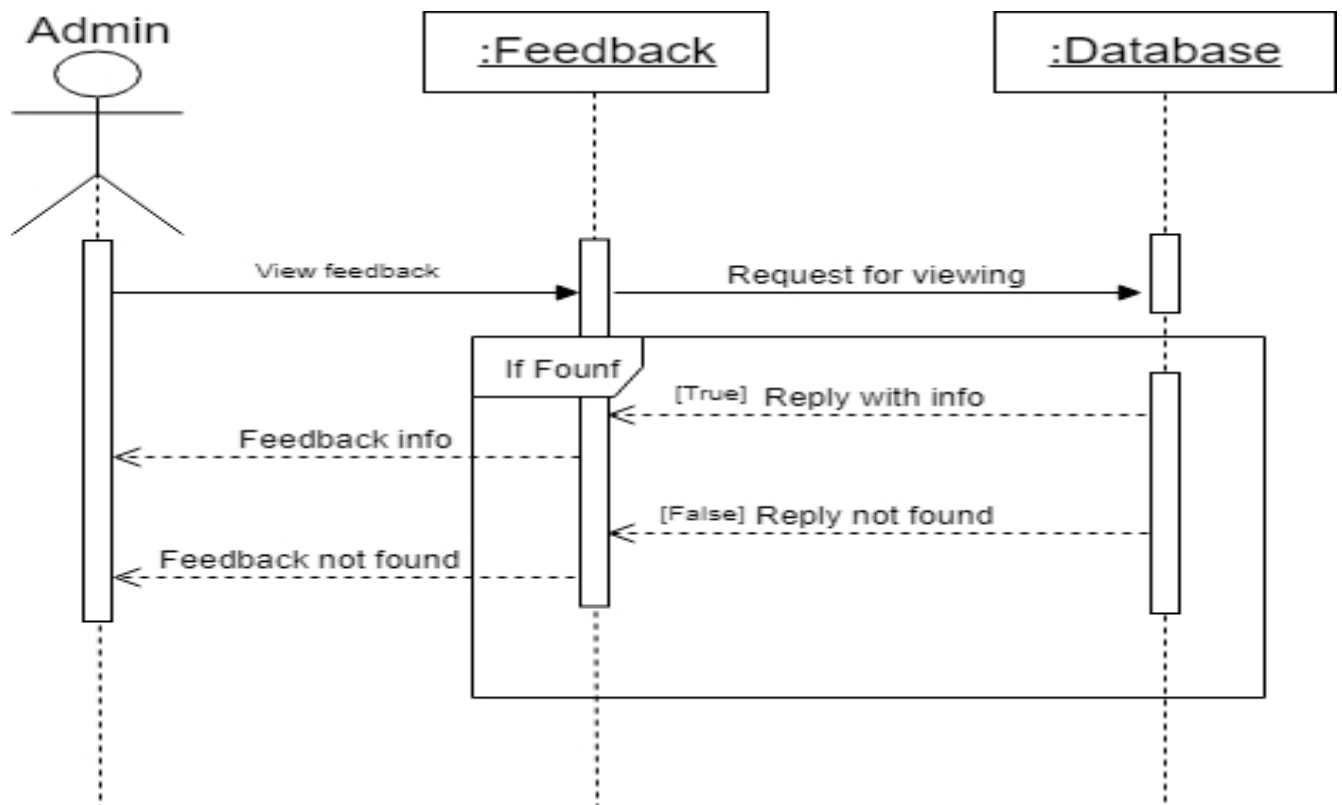 Admin
:Feedback
:Database
View feedback
Request for viewing
If Founf
[True] Reply with info
Feedback info
[False] Reply not found
Feedback not found